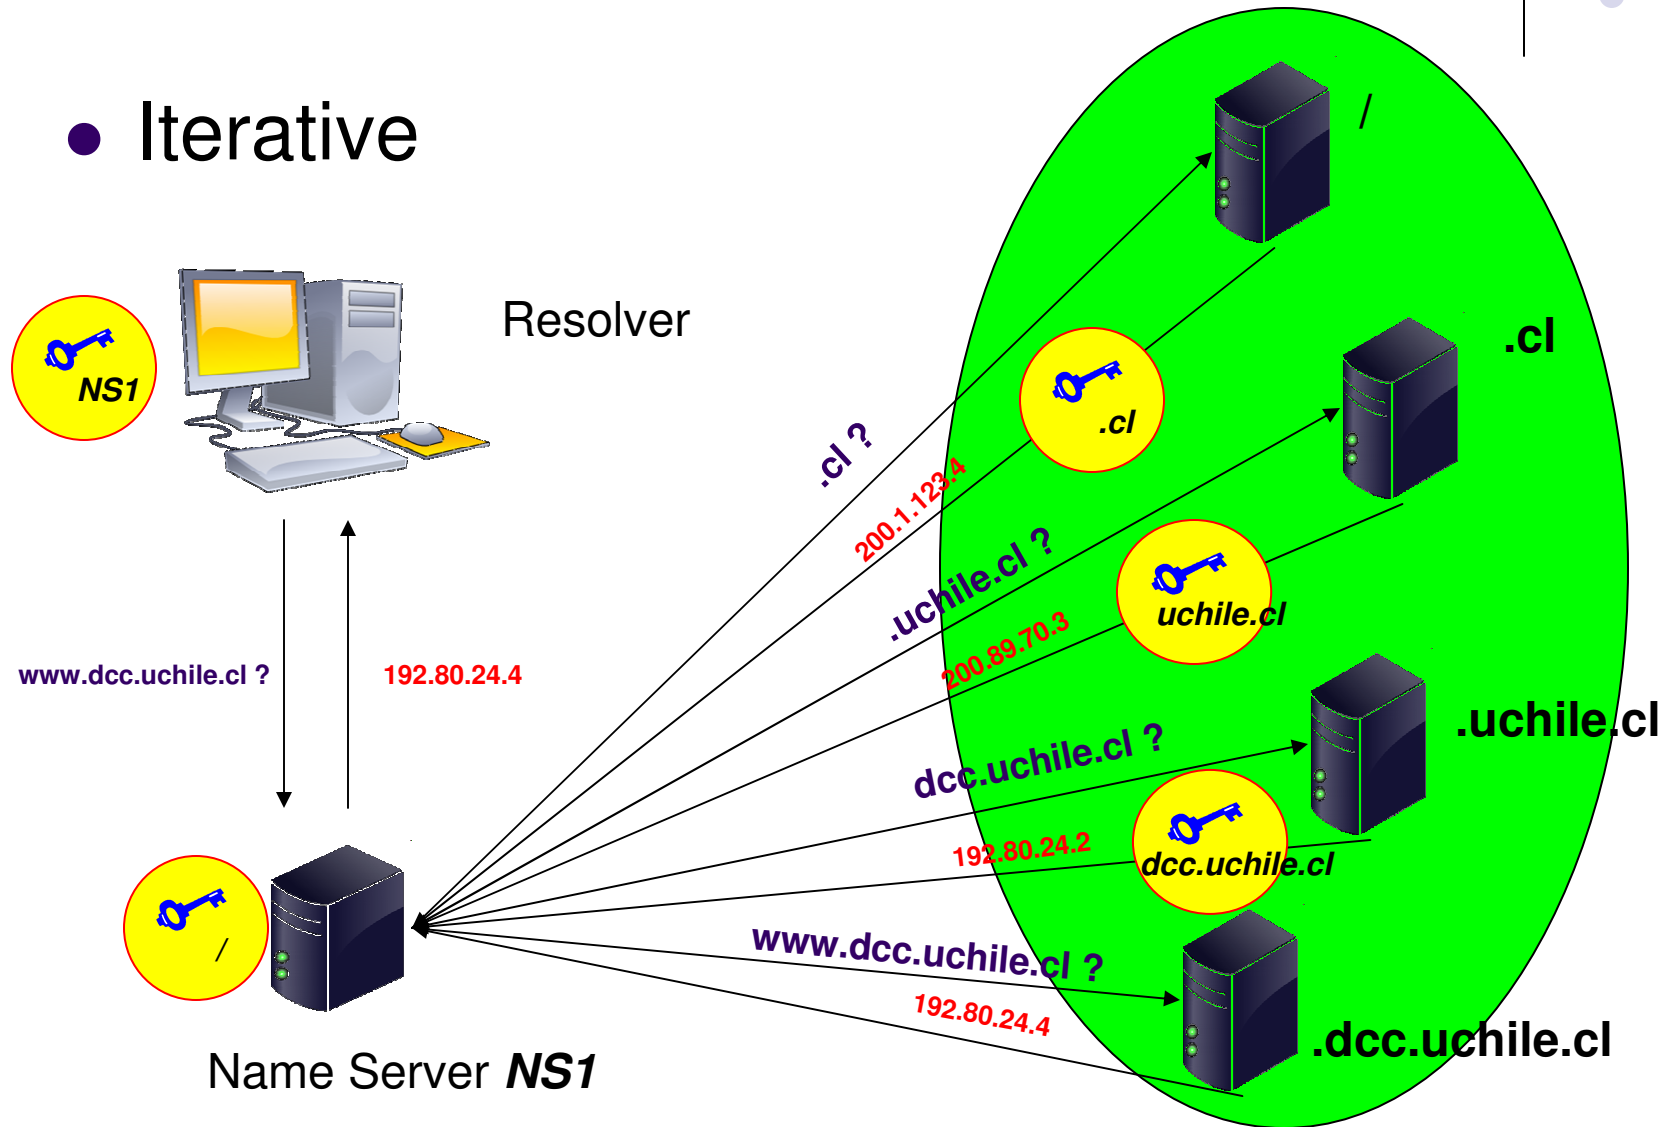 ● Iterative
/
Resolver
.cl
NS1
.cl
.cl ?
200.1.123.4
.uchile.cl ?
uchile.cl
200.89.70.3
www.dcc.uchile.cl ?
192.80.24.4
.uchile.cl
dcc.uchile.cl ?
192.80.24.2
dcc.uchile.cl
/
www.dcc.uchile.cl ?
192.80.24.4
.dcc.uchile.cl
Name Server NS1